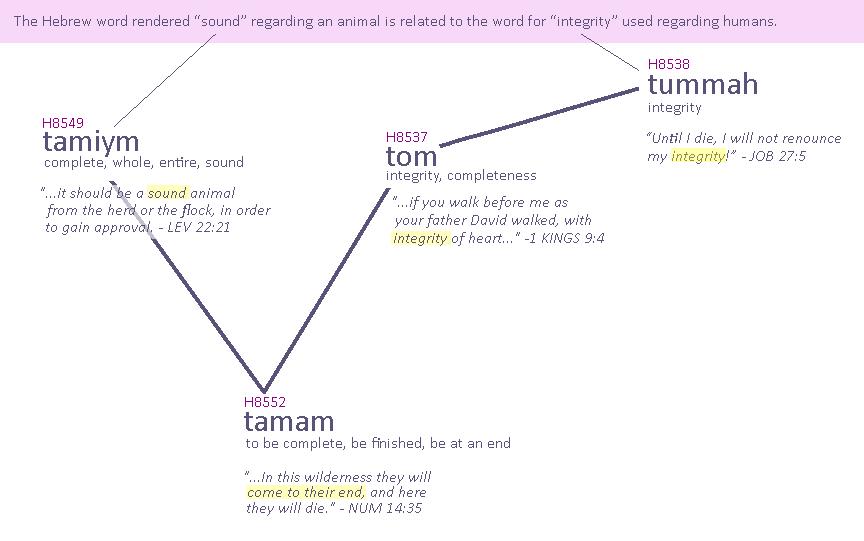 The Hebrew word rendered “sound” regarding an animal is related to the word for “integrity” used regarding humans.
H8538
tummah
integrity
“Until I die, I will not renounce
my integrity!” - JOB 27:5
H8549
tamiym
complete, whole, entire, sound
"...it should be a sound animal
from the herd or the flock, in order
to gain approval. - LEV 22:21
H8537
tom
integrity, completeness
"...if you walk before me as
your father David walked, with
integrity of heart..." -1 KINGS 9:4
H8552
tamam
to be complete, be finished, be at an end
"...In this wilderness they will
come to their end, and here
they will die." - NUM 14:35